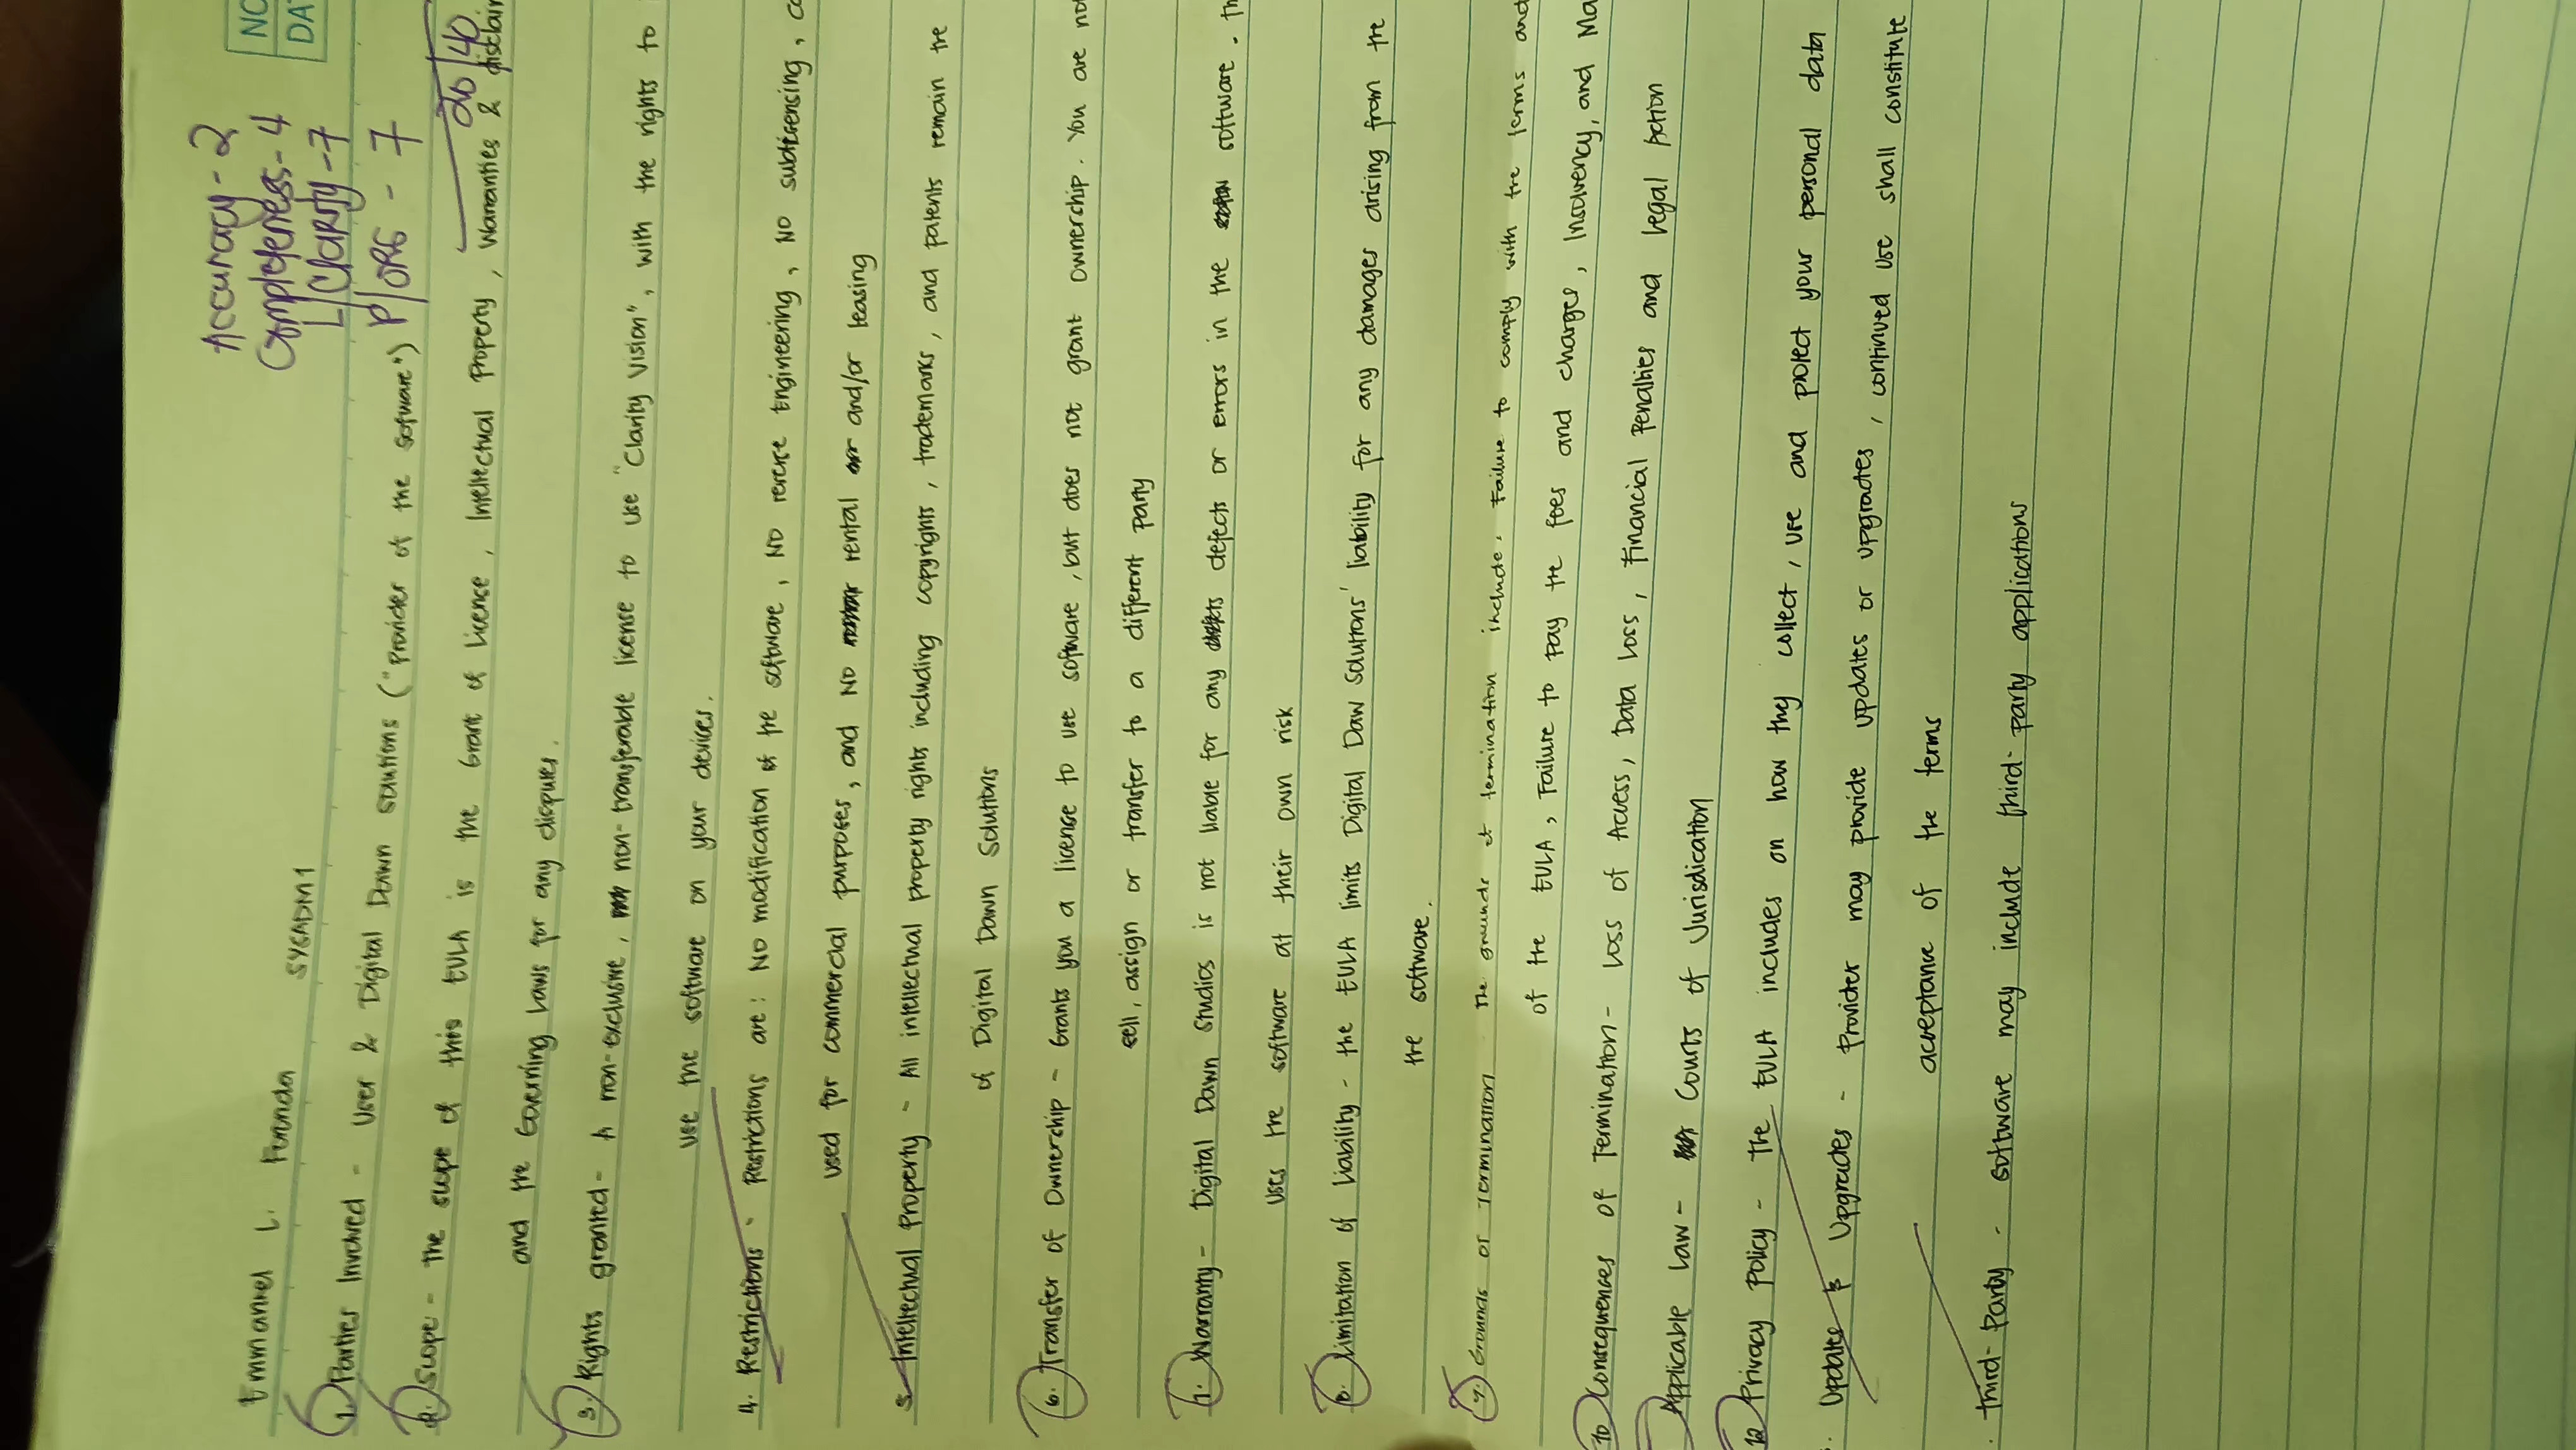 NO
DA
Accuracy - 2
Completeness - 4
L/Clarity - 7
P/ORG - 7
20/40
Emmanuel L. Fernandez SYSADM1
1. Parties Involved - User & Digital Dawn Solutions ("Provider of the software")
2. Scope - The scope of this EULA is the Grant of Licence, Intellectual Property, Warranties & disclaim
and the Governing Laws for any disputes.
3. Rights granted - A non-exclusive, non-transferable license to use "Clarity Vision", with the rights to
use the software on your devices.
4. Restrictions - Restrictions are: No modification of the software, No reverse Engineering, No sublicensing, ca
used for commercial purposes, and No rental and/or leasing
5. Intellectual Property - All intellectual property rights including copyrights, trademarks, and patents remain the
of Digital Dawn Solutions
6. Transfer of Ownership - Grants you a license to use software, but does not grant ownership. You are not
sell, assign or transfer to a different party
7. Warranty - Digital Dawn Studios is not liable for any defects or errors in the software. Th
uses the software at their own risk
8. Limitation of Liability - the EULA limits Digital Daw Solutions' liability for any damages arising from the
the software.
9. Grounds of Termination - The grounds of termination include, Failure to comply with the terms and
of the EULA, Failure to pay the fees and charges, Insolvency, and Ma
10 Consequences of Termination - Loss of Access, Data Loss, Financial Penalties and Legal Action
Applicable Law - Courts of Jurisdication
12 Privacy Policy - The EULA includes on how they collect, use and protect your personal data
. Updates & Upgrades - Provider may provide updates or upgrades, continued use shall constitute
acceptance of the terms
. Third-Party - software may include third-party applications